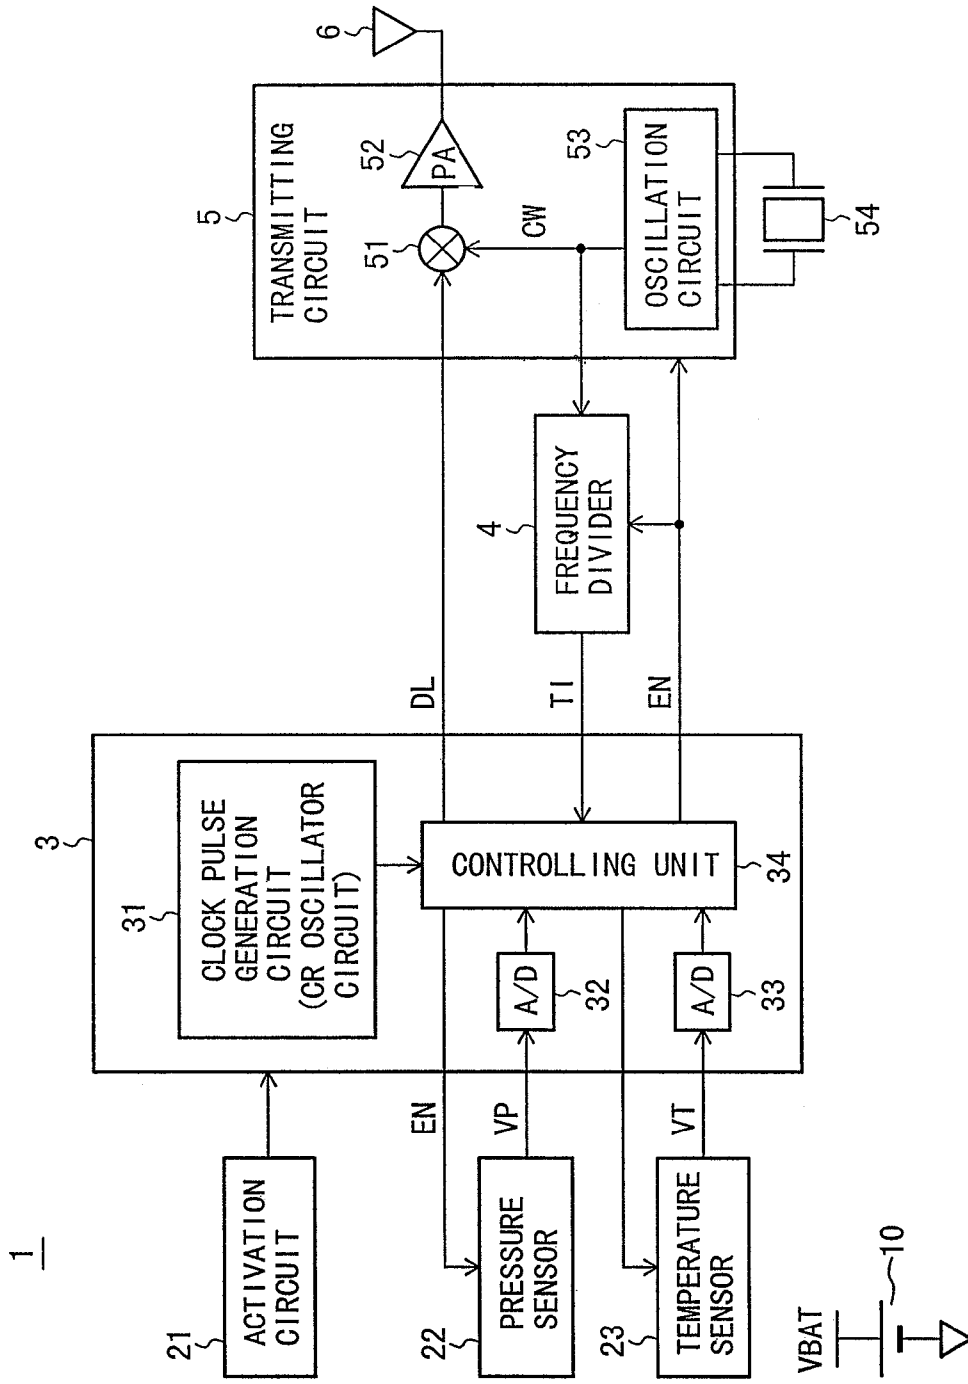 1
21
ACTIVATION
CIRCUIT
22
PRESSURE
SENSOR
23
TEMPERATURE
SENSOR
VBAT
10
EN
VP
VT
3
31
CLOCK PULSE
GENERATION
CIRCUIT
(CR OSCILLATOR
CIRCUIT)
A/D
32
A/D
33
CONTROLLING UNIT
34
DL
TI
EN
4
FREQUENCY
DIVIDER
5
TRANSMITTING
CIRCUIT
51
52
PA
CW
53
OSCILLATION
CIRCUIT
54
6